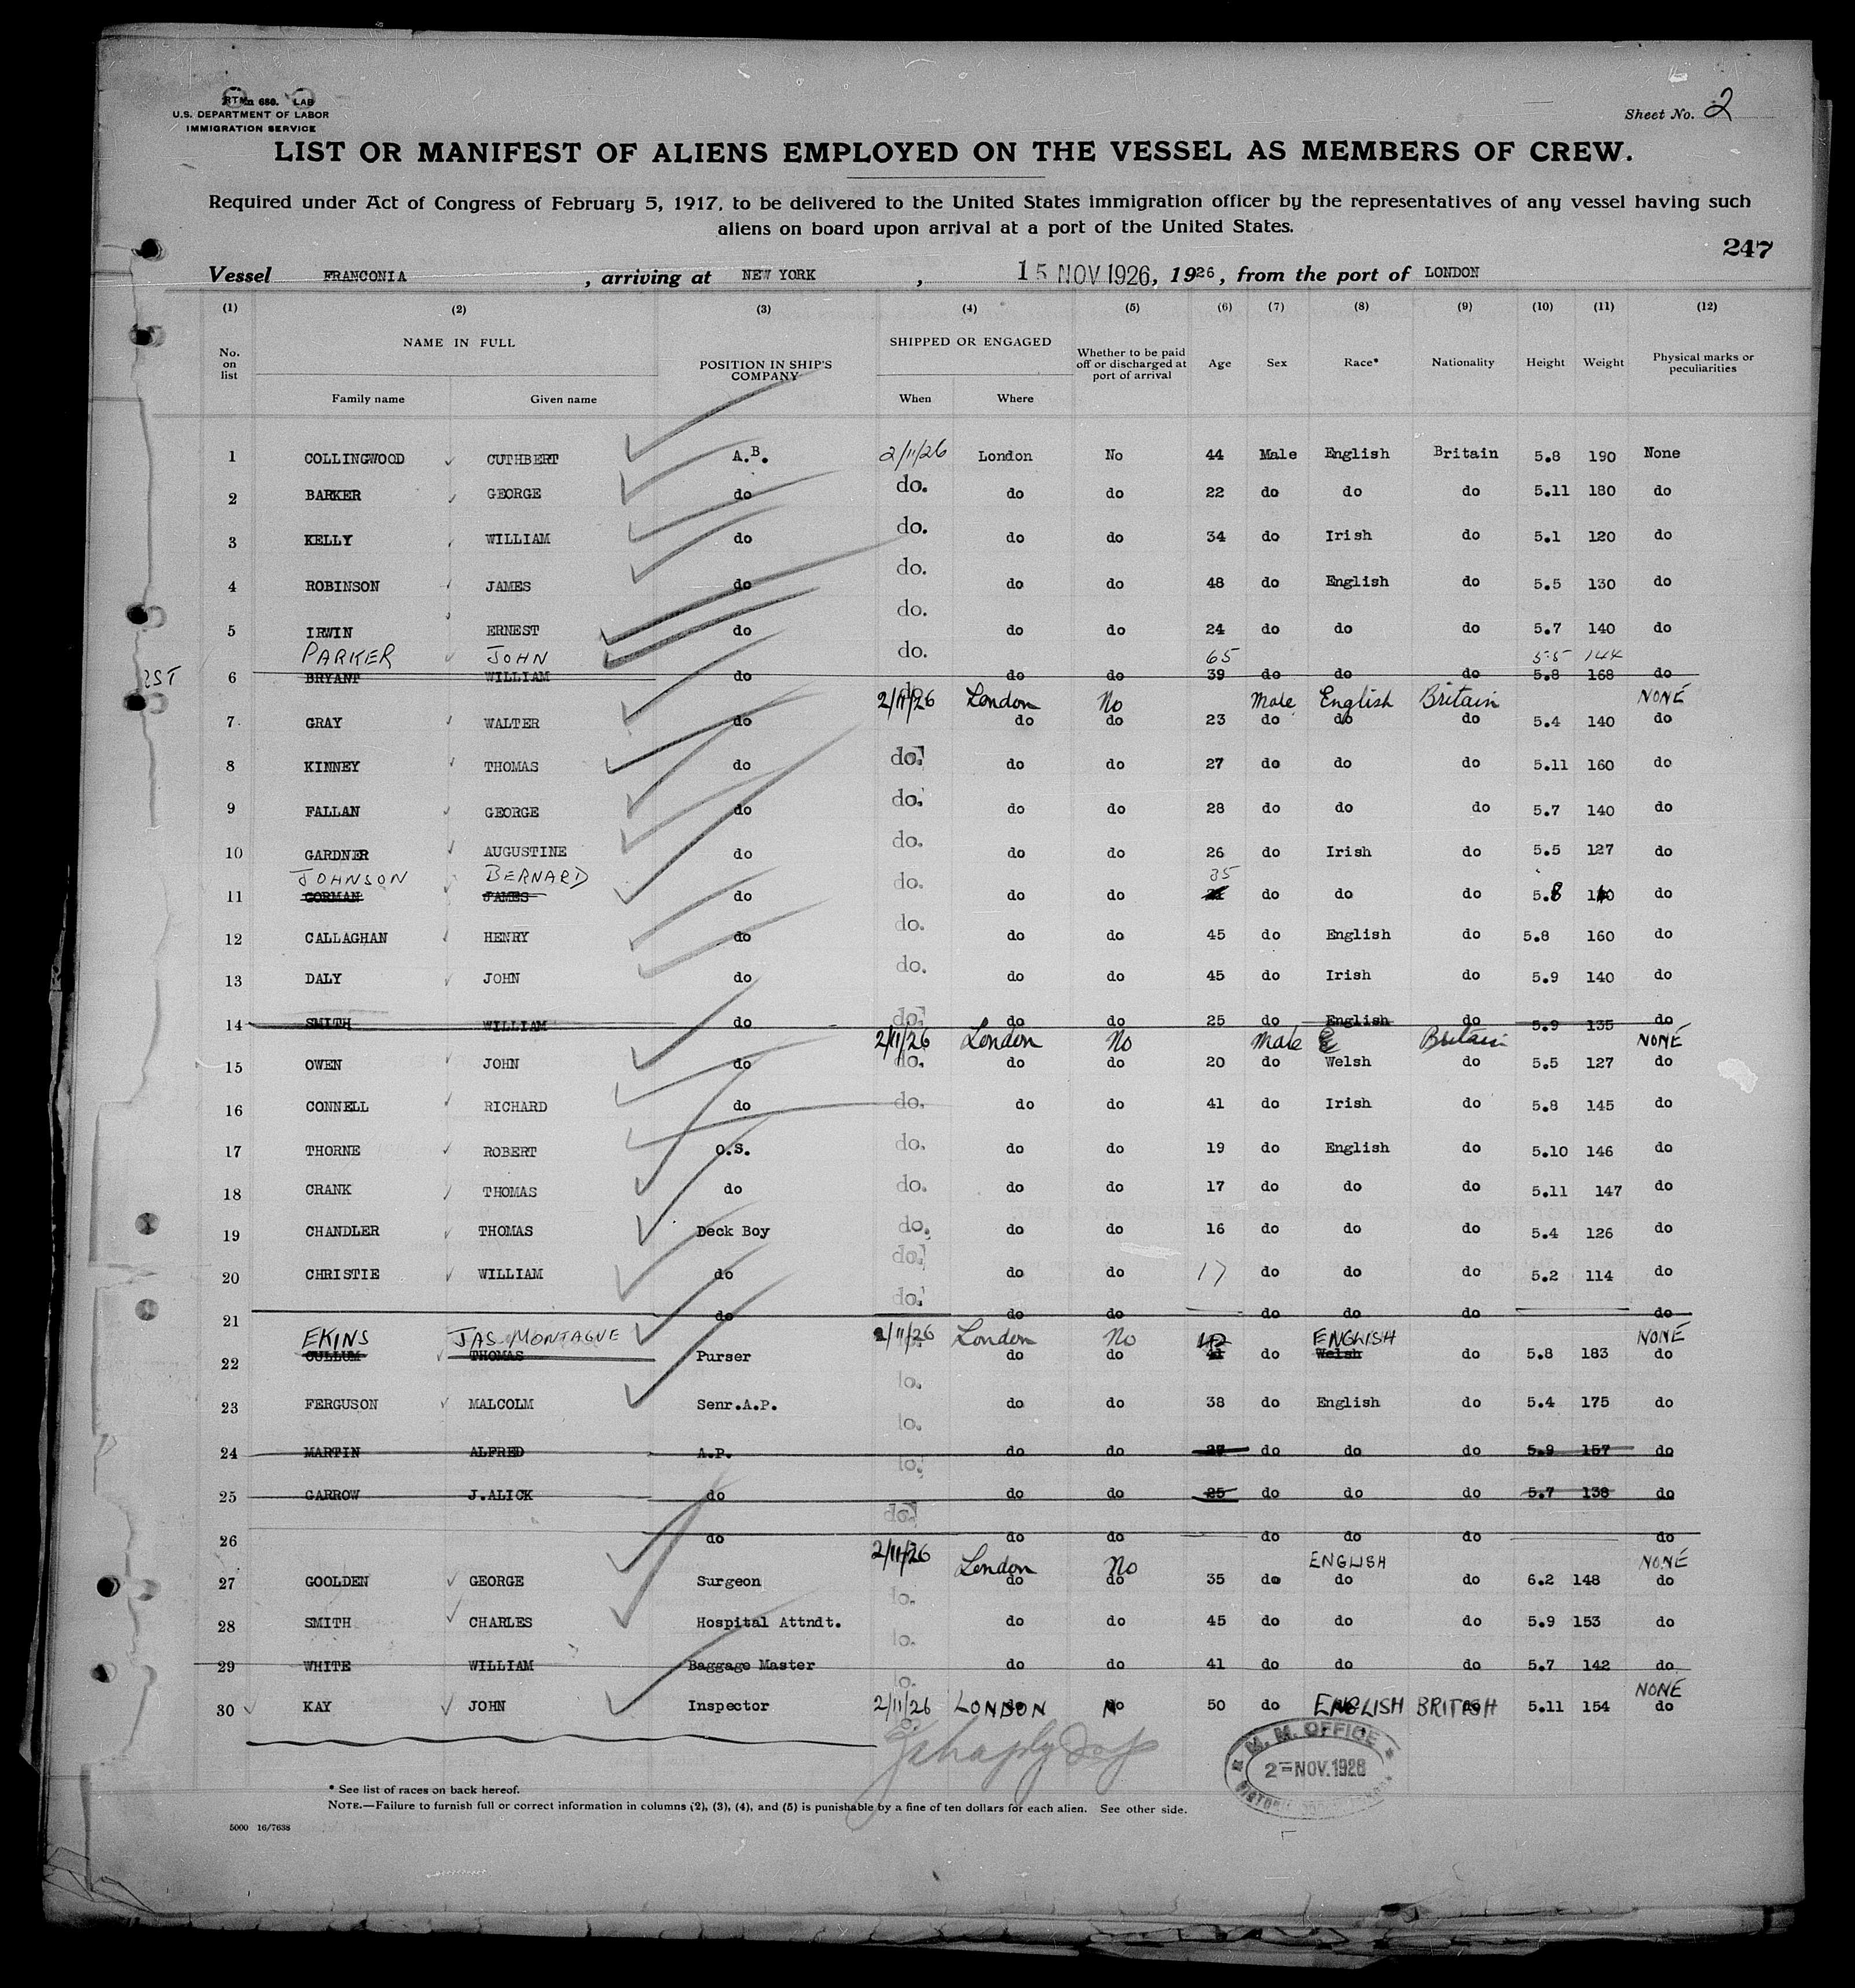 Sheet No. 2
U.S. DEPARTMENT OF LABOR
IMMIGRATION SERVICE
LIST OR MANIFEST OF ALIENS EMPLOYED ON THE VESSEL AS MEMBERS OF CREW.
Required under Act of Congress of February 5, 1917, to be delivered to the United States immigration officer by the representatives of any vessel having such
aliens on board upon arrival at a port of the United States.
247
Vessel FRANCONIA , arriving at NEW YORK , 15 NOV 1926, 1926, from the port of LONDON
(1) (2) (3) (4) (5) (6) (7) (8) (9) (10) (11) (12)
No. on list NAME IN FULL POSITION IN SHIP'S COMPANY SHIPPED OR ENGAGED Whether to be paid off or discharged at port of arrival Age Sex Race* Nationality Height Weight Physical marks or peculiarities
Family name Given name When Where
1 COLLINGWOOD CUTHBERT A.B. 2/11/26 London No 44 Male English Britain 5.8 190 None
2 BARKER GEORGE do do. do do 22 do do do 5.11 180 do
3 KELLY WILLIAM do do. do do 34 do Irish do 5.1 120 do
4 ROBINSON JAMES do do. do do 48 do English do 5.5 130 do
5 IRWIN ERNEST do do. do do 24 do do do 5.7 140 do
PARKER JOHN do. 65 5.5 144
6 BRYANT WILLIAM do do do 39 do do do 5.8 168 do
2/11/26 London No Male English Britain NONE
7 GRAY WALTER do do do 23 do do do 5.4 140 do
8 KINNEY THOMAS do do. do do 27 do do do 5.11 160 do
9 FALLAN GEORGE do do. do do 28 do do do 5.7 140 do
10 GARDNER AUGUSTINE do do. do do 26 do Irish do 5.5 127 do
JOHNSON BERNARD do. 35
11 GORMAN JAMES do do do do do do 5.8 do
12 CALLAGHAN HENRY do do. do do 45 do English do 5.8 160 do
13 DALY JOHN do do. do do 45 do Irish do 5.9 140 do
14 SMITH WILLIAM do do. do do 25 do English do 5.9 135 do
2/11/26 London No Male Britain NONE
15 OWEN JOHN do do. do do 20 do Welsh do 5.5 127 do
16 CONNELL RICHARD do do. do do 41 do Irish do 5.8 145 do
17 THORNE ROBERT O.S. do. do do 19 do English do 5.10 146 do
18 CRANK THOMAS do do. do do 17 do do do 5.11 147 do
19 CHANDLER THOMAS Deck Boy do. do do 16 do do do 5.4 126 do
20 CHRISTIE WILLIAM do do. do do 17 do do do 5.2 114 do
21 do do. do do do do do do
EKINS JAS MONTAGUE 2/11/26 London No 42 ENGLISH NONE
22 CULLUM THOMAS Purser do do 41 do Welsh do 5.8 183 do
23 FERGUSON MALCOLM Senr.A.P. do. do do 38 do English do 5.4 175 do
24 MARTIN ALFRED A.P. do. do do 27 do do do 5.9 157 do
25 GARROW J.ALICK do do. do do 25 do do do 5.7 138 do
26 do do. do do do do do do
2/11/26 London No ENGLISH NONE
27 GOOLDEN GEORGE Surgeon do do 35 do do do 6.2 148 do
28 SMITH CHARLES Hospital Attndt. do. do do 45 do do do 5.9 153 do
29 WHITE WILLIAM Baggage Master do. do do 41 do do do 5.7 142 do
NONE
30 KAY JOHN Inspector 2/11/26 LONDON No 50 do ENGLISH BRITISH 5.11 154 do
M. M. OFFICE
2 - NOV. 1926
* See list of races on back hereof.
NOTE.—Failure to furnish full or correct information in columns (2), (3), (4), and (5) is punishable by a fine of ten dollars for each alien. See other side.
5000 16/7638